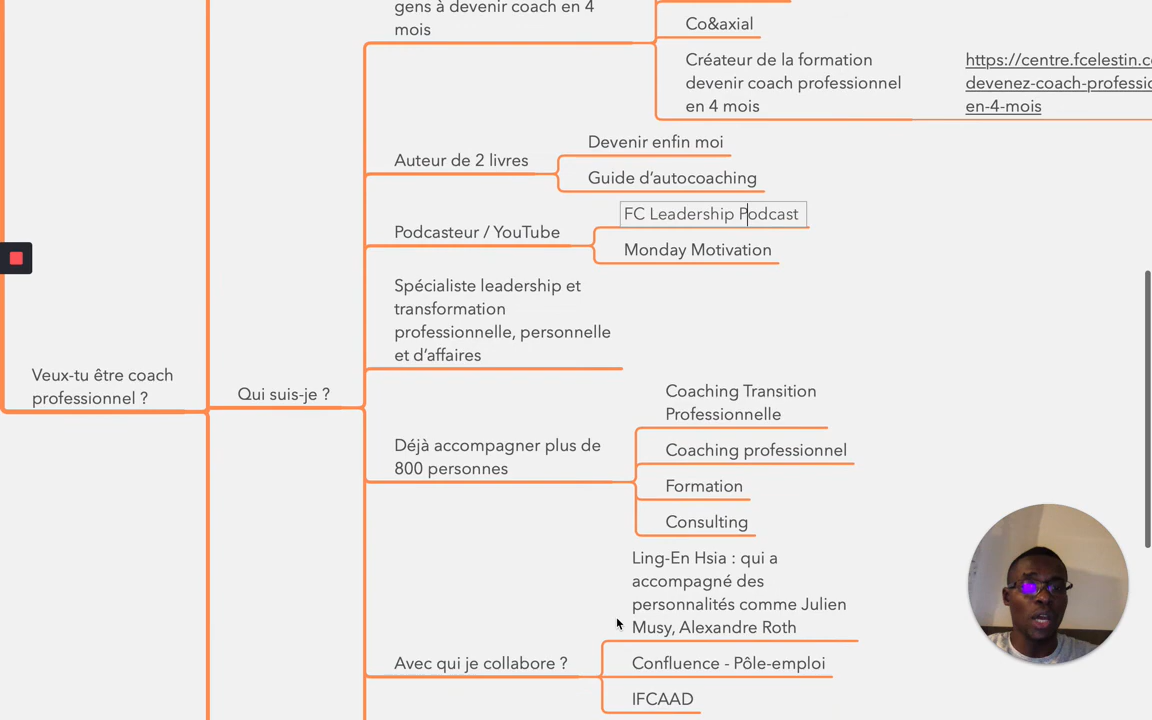 gens à devenir coach en 4
mois
Co&axial
Créateur de la formation
devenir coach professionnel
en 4 mois
https://centre.fcelestin.c
devenez-coach-professio
en-4-mois
Auteur de 2 livres
Devenir enfin moi
Guide d’autocoaching
Podcasteur / YouTube
FC Leadership Podcast
Monday Motivation
Spécialiste leadership et
transformation
professionnelle, personnelle
et d’affaires
Veux-tu être coach
professionnel ?
Qui suis-je ?
Déjà accompagner plus de
800 personnes
Coaching Transition
Professionnelle
Coaching professionnel
Formation
Consulting
Avec qui je collabore ?
Ling-En Hsia : qui a
accompagné des
personnalités comme Julien
Musy, Alexandre Roth
Confluence - Pôle-emploi
IFCAAD